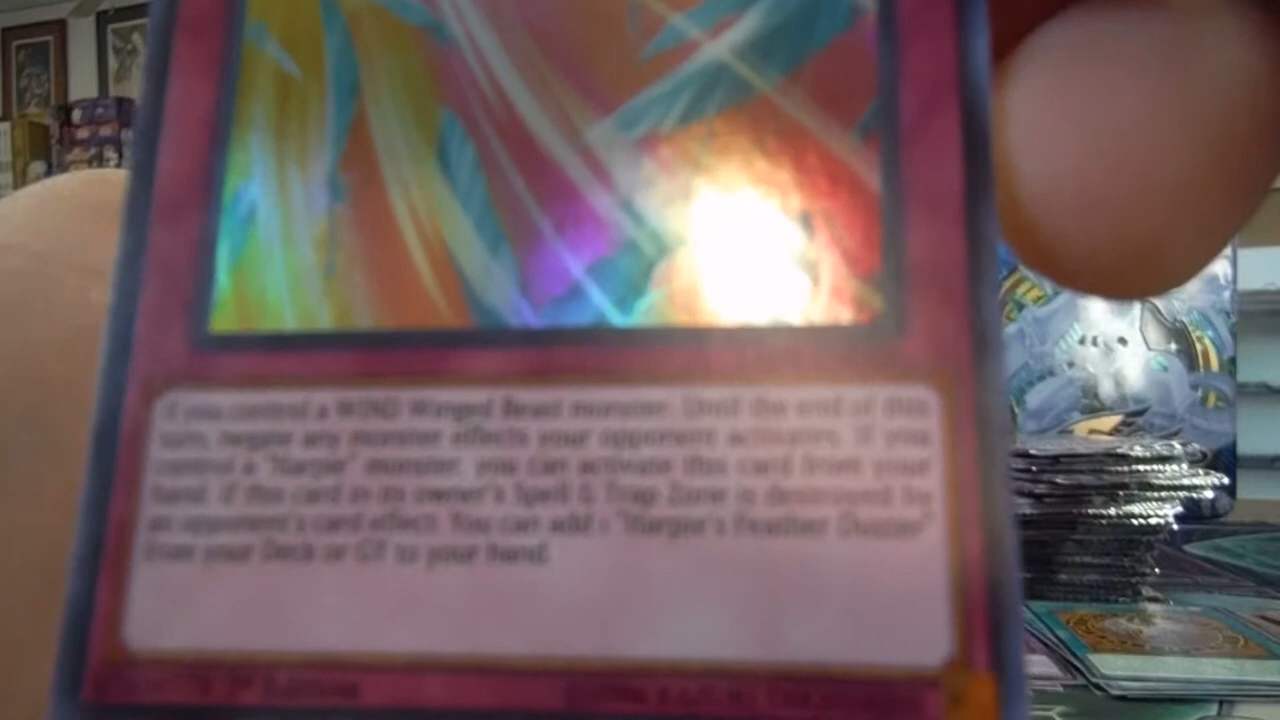 If you control a WIND Winged Beast monster: Until the end of this
turn, negate any monster effects your opponent activates. If you
control a "Harpie" monster, you can activate this card from your
hand. If this card in its owner's Spell & Trap Zone is destroyed by
an opponent's card effect: You can add 1 "Harpie's Feather Duster"
from your Deck or GY to your hand.
1st Edition